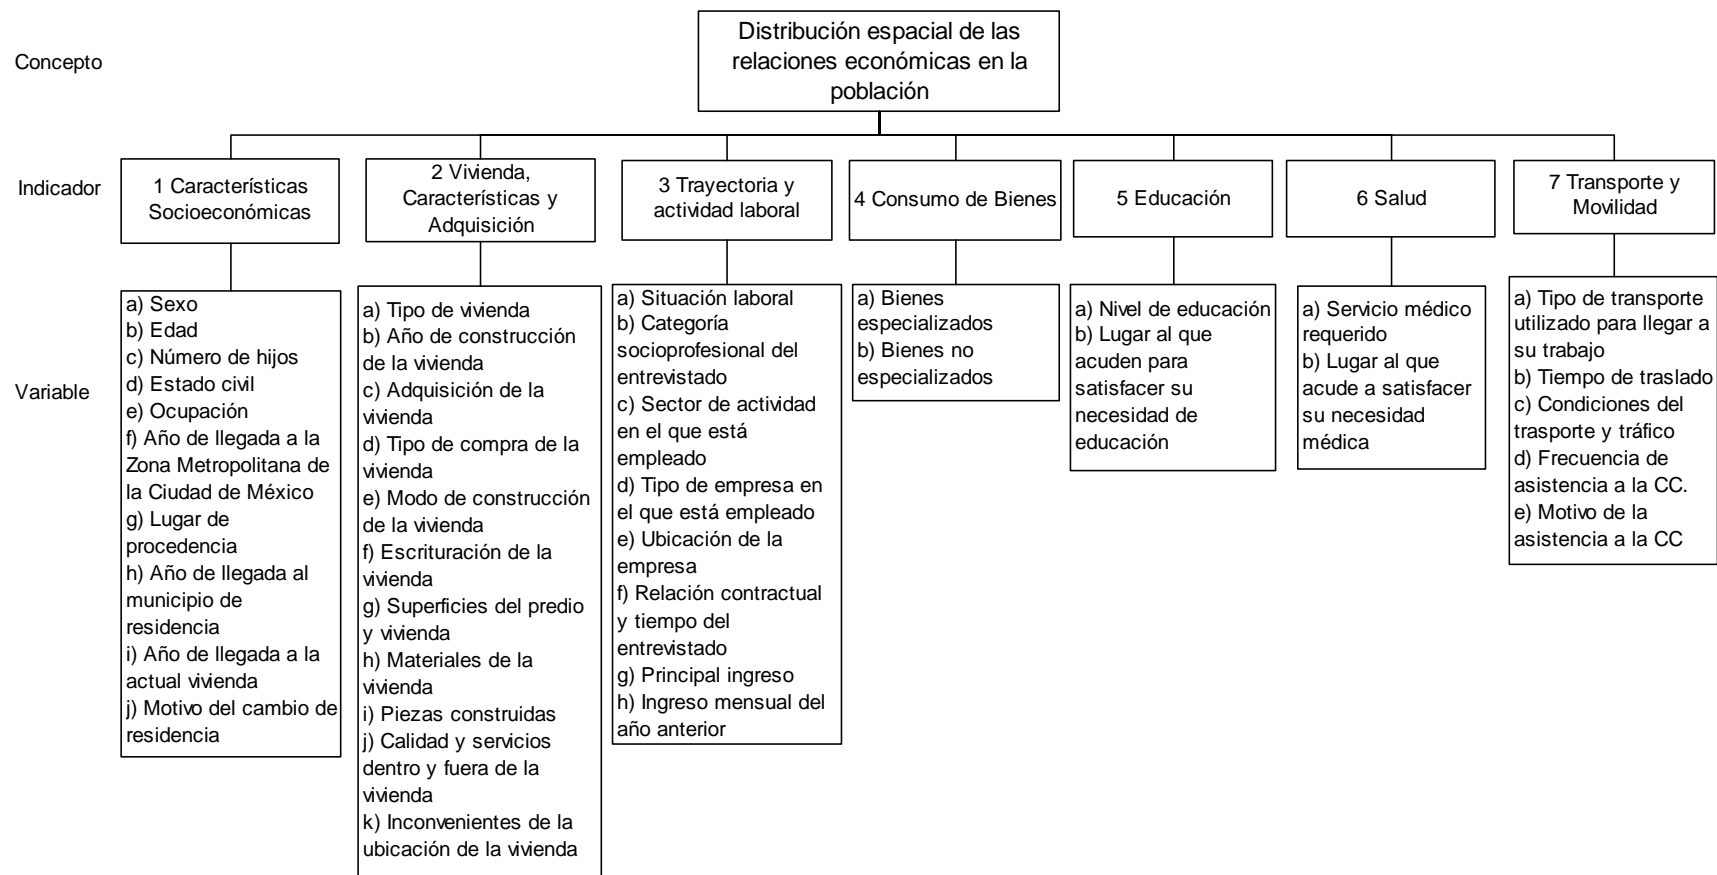 Concepto
Distribución espacial de las
relaciones económicas en la
población
Indicador
1 Características
Socioeconómicas
2 Vivienda,
Características y
Adquisición
3 Trayectoria y
actividad laboral
4 Consumo de Bienes
5 Educación
6 Salud
7 Transporte y
Movilidad
Variable
a) Sexo
b) Edad
c) Número de hijos
d) Estado civil
e) Ocupación
f) Año de llegada a la
Zona Metropolitana de
la Ciudad de México
g) Lugar de
procedencia
h) Año de llegada al
municipio de
residencia
i) Año de llegada a la
actual vivienda
j) Motivo del cambio de
residencia
a) Tipo de vivienda
b) Año de construcción
de la vivienda
c) Adquisición de la
vivienda
d) Tipo de compra de la
vivienda
e) Modo de construcción
de la vivienda
f) Escrituración de la
vivienda
g) Superficies del predio
y vivienda
h) Materiales de la
vivienda
i) Piezas construidas
j) Calidad y servicios
dentro y fuera de la
vivienda
k) Inconvenientes de la
ubicación de la vivienda
a) Situación laboral
b) Categoría
socioprofesional del
entrevistado
c) Sector de actividad
en el que está
empleado
d) Tipo de empresa en
el que está empleado
e) Ubicación de la
empresa
f) Relación contractual
y tiempo del
entrevistado
g) Principal ingreso
h) Ingreso mensual del
año anterior
a) Bienes
especializados
b) Bienes no
especializados
a) Nivel de educación
b) Lugar al que
acuden para
satisfacer su
necesidad de
educación
a) Servicio médico
requerido
b) Lugar al que
acude a satisfacer
su necesidad
médica
a) Tipo de transporte
utilizado para llegar a
su trabajo
b) Tiempo de traslado
c) Condiciones del
trasporte y tráfico
d) Frecuencia de
asistencia a la CC.
e) Motivo de la
asistencia a la CC